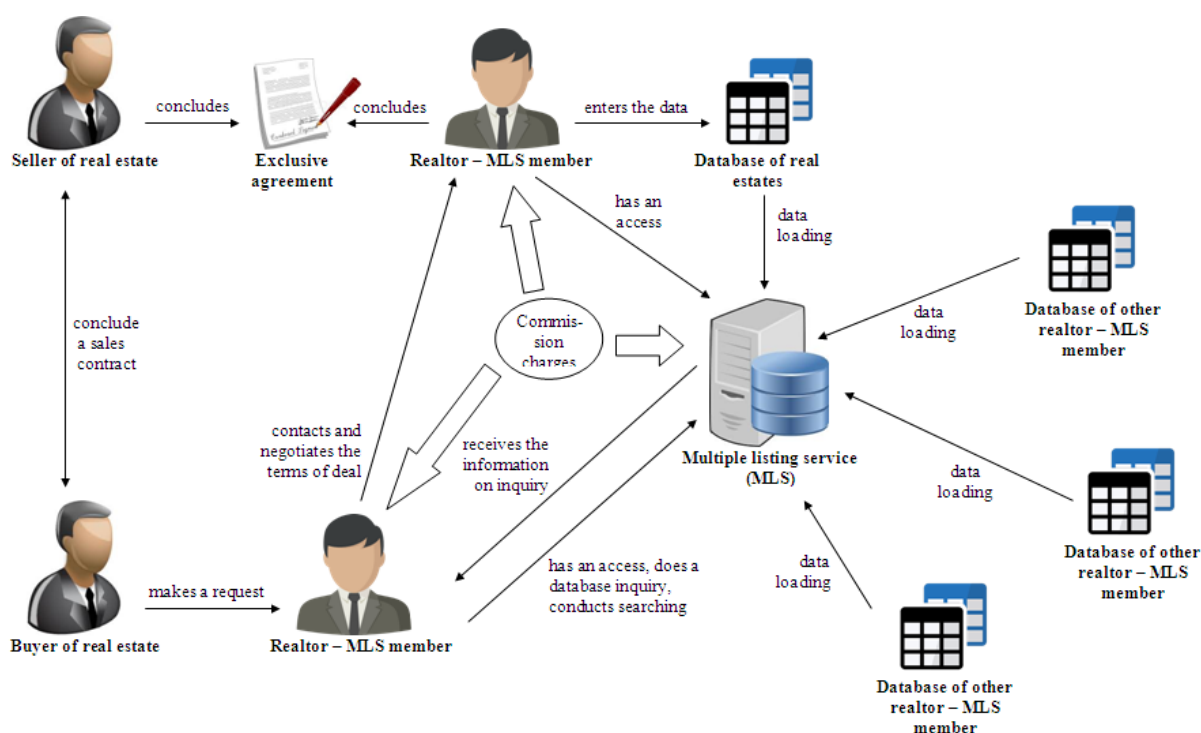 concludes
concludes
enters the data
Seller of real estate
Exclusive
agreement
Realtor – MLS member
Database of real
estates
has an
access
data
loading
conclude
a sales
contract
Commis-
sion
charges
data
loading
Database of other
realtor – MLS
member
contacts and
negotiates the
terms of deal
receives the
information
on inquiry
Multiple listing service
(MLS)
data
loading
Database of other
realtor – MLS
member
makes a request
has an access, does a
database inquiry,
conducts searching
data
loading
Buyer of real estate
Realtor – MLS member
Database of other
realtor – MLS
member